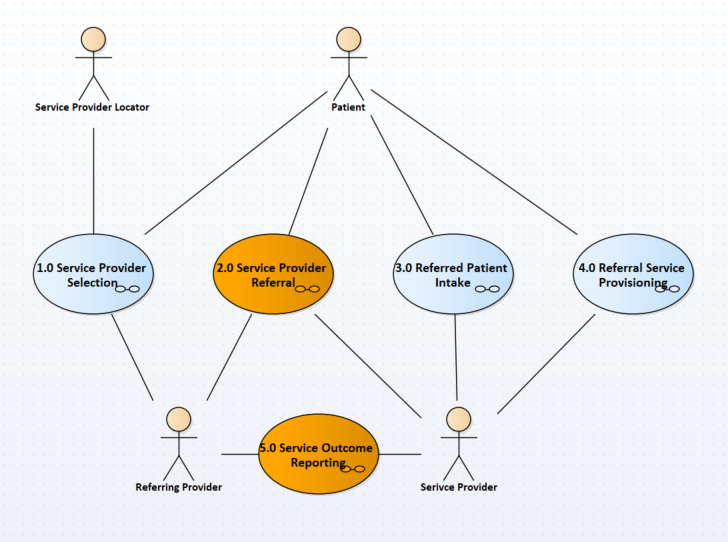 Service Provider Locator
Patient
1.0 Service Provider
Selection
2.0 Service Provider
Referral
3.0 Referred Patient
Intake
4.0 Referral Service
Provisioning
5.0 Service Outcome
Reporting
Referring Provider
Serivce Provider